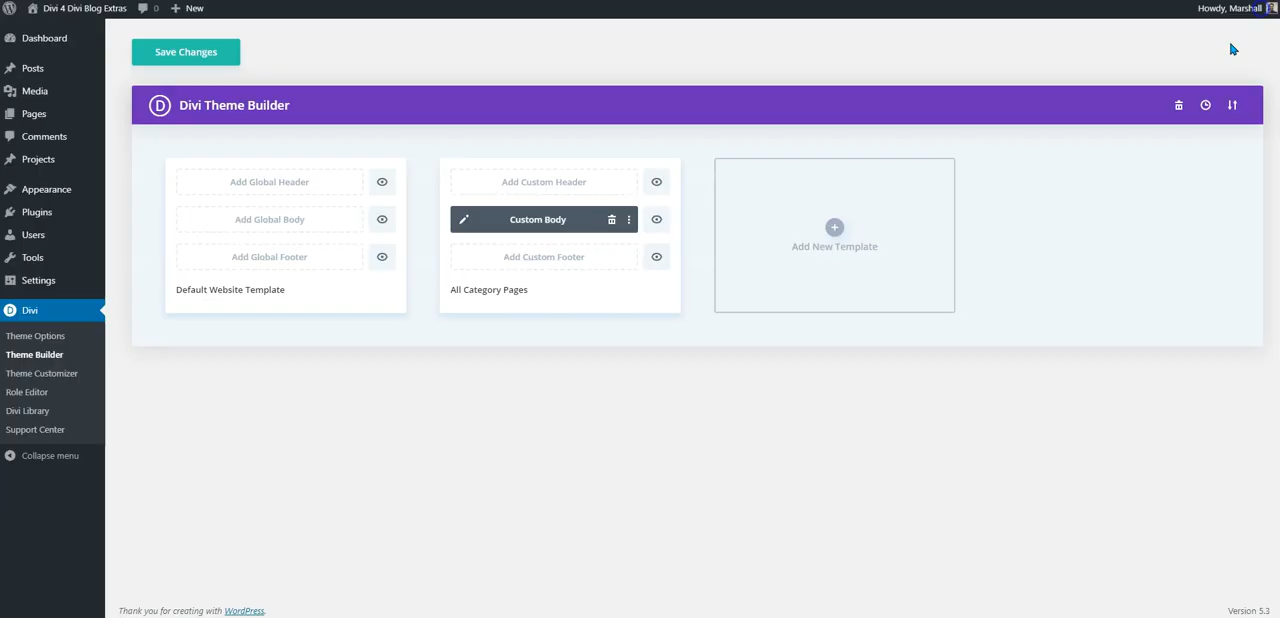 Divi 4 Divi Blog Extras 0 New Howdy, Marshall
Dashboard
Posts
Media
Pages
Comments
Projects
Appearance
Plugins
Users
Tools
Settings
Divi
Theme Options
Theme Builder
Theme Customizer
Role Editor
Divi Library
Support Center
Collapse menu
Save Changes
D Divi Theme Builder
Add Global Header
Add Global Body
Add Global Footer
Default Website Template
Add Custom Header
Custom Body
Add Custom Footer
All Category Pages
Add New Template
Thank you for creating with WordPress. Version 5.3